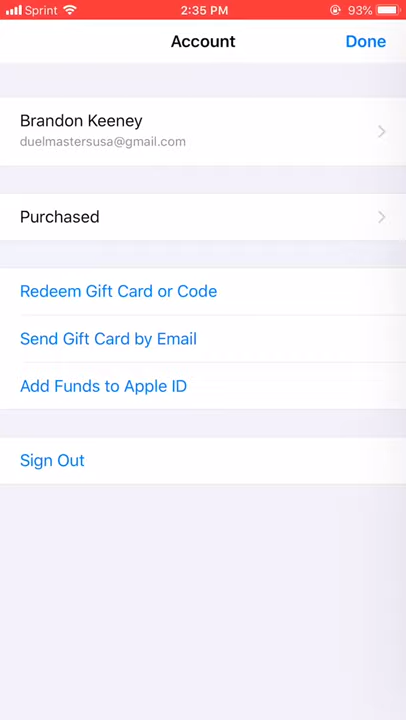 Sprint 2:35 PM 93%
Account Done
Brandon Keeney
duelmastersusa@gmail.com
Purchased
Redeem Gift Card or Code
Send Gift Card by Email
Add Funds to Apple ID
Sign Out